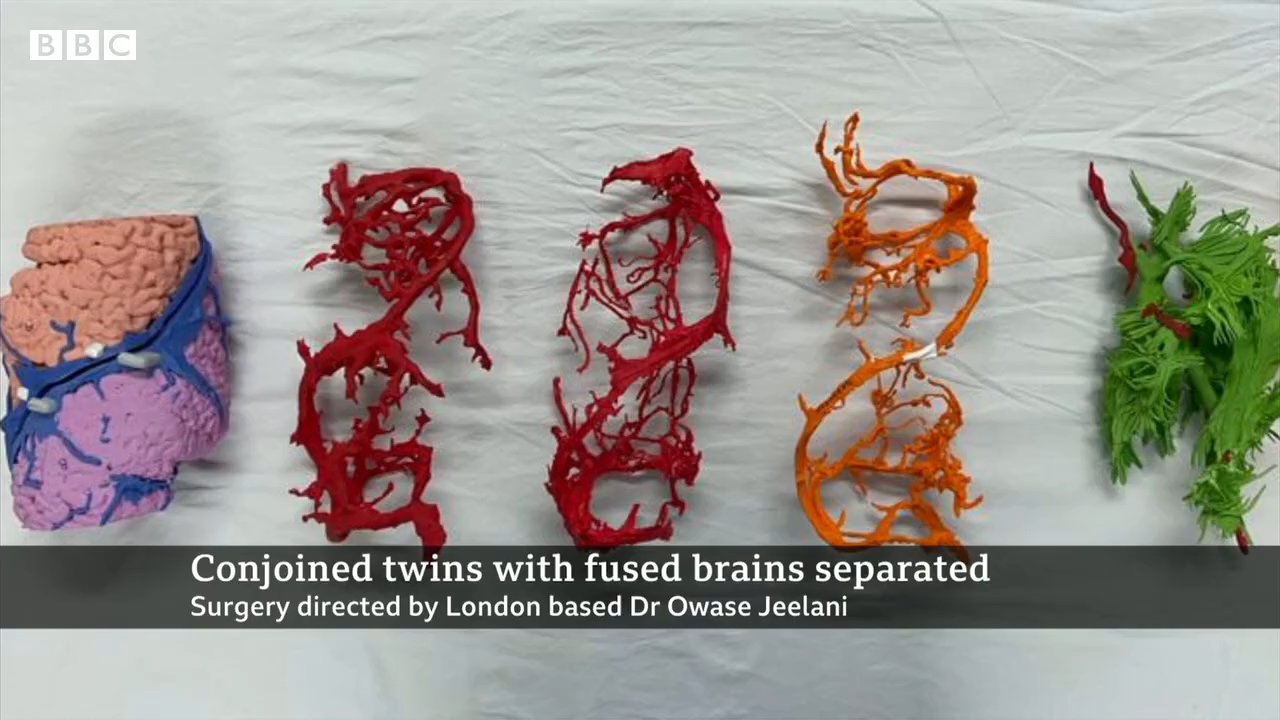 BBC
Conjoined twins with fused brains separated
Surgery directed by London based Dr Owase Jeelani